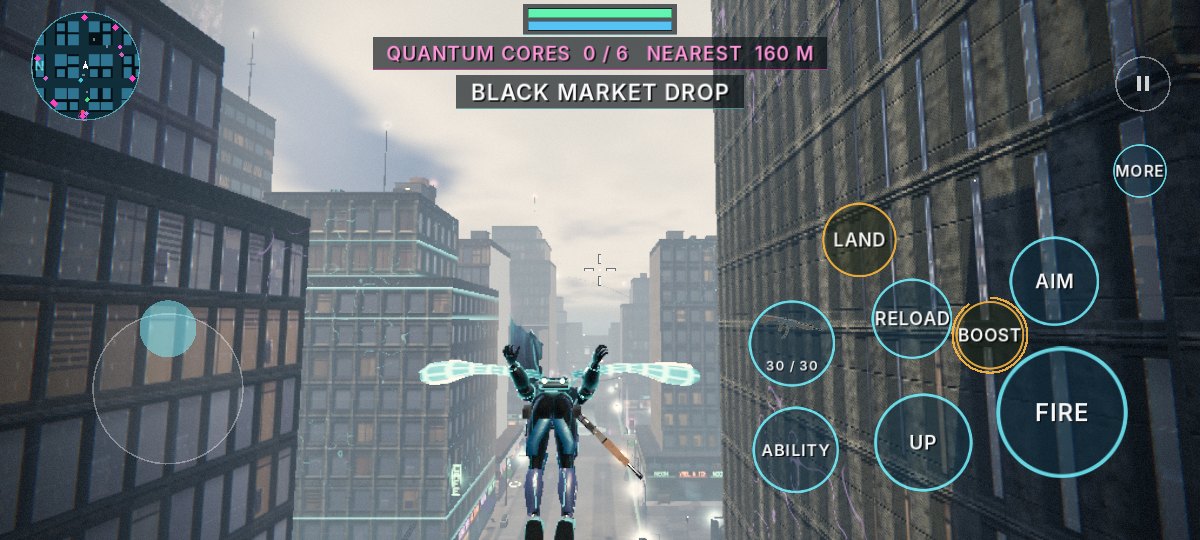 QUANTUM CORES 0 / 6 NEAREST 160 M
BLACK MARKET DROP
N
MORE
LAND
AIM
RELOAD
BOOST
30 / 30
FIRE
UP
ABILITY